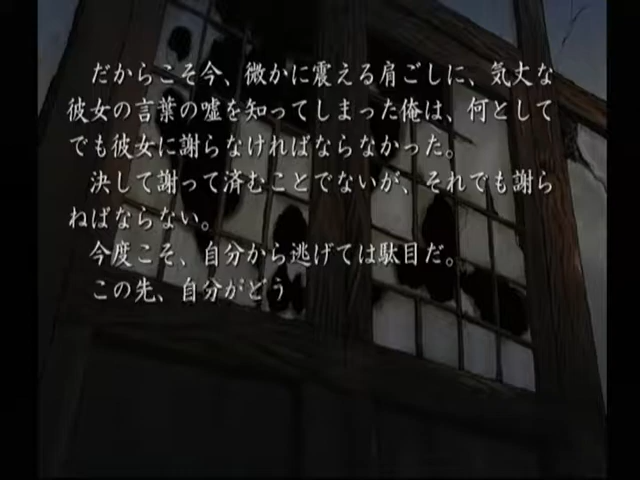 だからこそ今、微かに震える肩ごしに、気丈な
彼女の言葉の嘘を知ってしまった俺は、何として
でも彼女に謝らなければならなかった。
　決して謝って済むことでないが、それでも謝ら
ねばならない。
　今度こそ、自分から逃げては駄目だ。
　この先、自分がどう